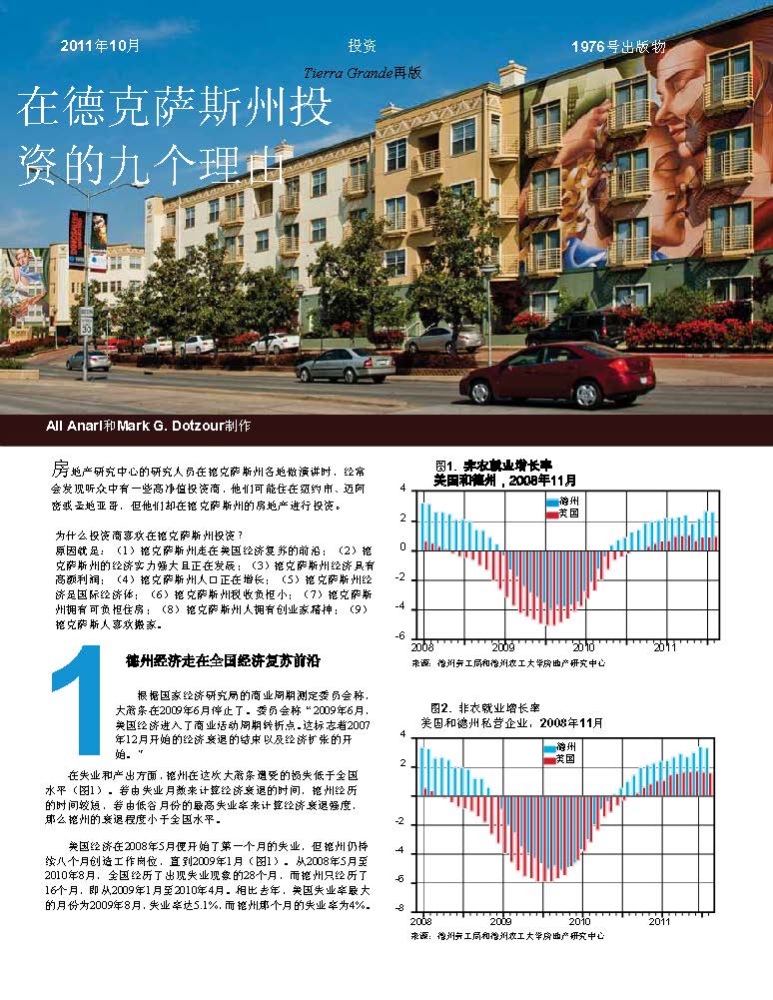 2011年10月
投资
1976号出版物
Tierra Grande再版
在德克萨斯州投
资的九个理由
Ali Anari和Mark G. Dotzour制作
房地产研究中心的研究人员在德克萨斯各地做演讲时，经常
会发现听众中有一些高净值投资商，他们可能住在纽约市、迈阿
密或圣地亚哥，但他们却在德克萨斯州的房地产进行投资。
为什么投资商喜欢在德克萨斯州投资？
原因就是：（1）德克萨斯州走在美国经济复苏的前沿；（2）德
克萨斯州的经济实力强大且正在发展；（3）德克萨斯州经济具有
高额利润；（4）德克萨斯州人口正在增长；（5）德克萨斯州经
济是国际经济体；（6）德克萨斯州税收负担小；（7）德克萨斯
州拥有可负担住房；（8）德克萨斯州人拥有创业家精神；（9）
德克萨斯人喜欢搬家。
1
德州经济走在全国经济复苏前沿
根据国家经济研究局的商业周期测定委员会称，
大萧条在2009年6月停止了。委员会称“2009年6月，
美国经济进入了商业活动周期转折点。这标志着2007
年12月开始的经济衰退的结束以及经济扩张的开
始。”
在失业和产出方面，德州在这次大萧条遭受的损失低于全国
水平（图1）。若由失业月数来计算经济衰退的时间，德州经历
的时间较短，若由低谷月份的最高失业率来计算经济衰退强度，
那么德州的衰退程度小于全国水平。
美国经济在2008年5月便开始了第一个月的失业，但德州仍持
续八个月创造工作岗位，直到2009年1月（图1）。从2008年5月至
2010年8月，全国经历了出现失业现象的28个月，而德州只经历了
16个月，即从2009年1月至2010年4月。相比去年，美国失业率最大
的月份为2009年8月，失业率达5.1%，而德州那个月的失业率为4%。
图1. 非农就业增长率
美国和德州，2008年11月
4
2
0
-2
-4
-6
德州
美国
2008 2009 2010 2011
来源：德州劳工局和德州农工大学房地产研究中心
图2. 非农就业增长率
美国和德州私营企业，2008年11月
4
2
-2
-4
-6
-8
德州
美国
2008 2009 2010 2011
来源：德州劳工局和德州农工大学房地产研究中心